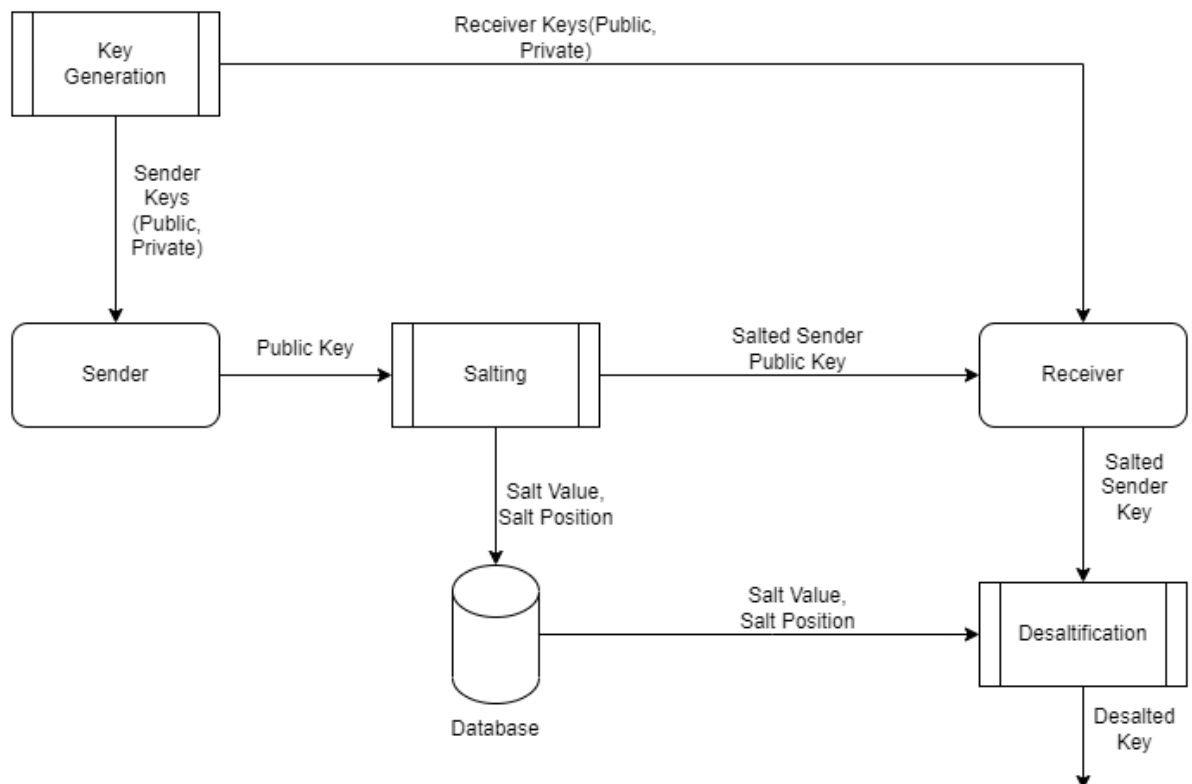 Key
Generation
Receiver Keys(Public,
Private)
Sender
Keys
(Public,
Private)
Sender
Public Key
Salting
Salted Sender
Public Key
Receiver
Salt Value,
Salt Position
Salted
Sender
Key
Database
Salt Value,
Salt Position
Desaltification
Desalted
Key